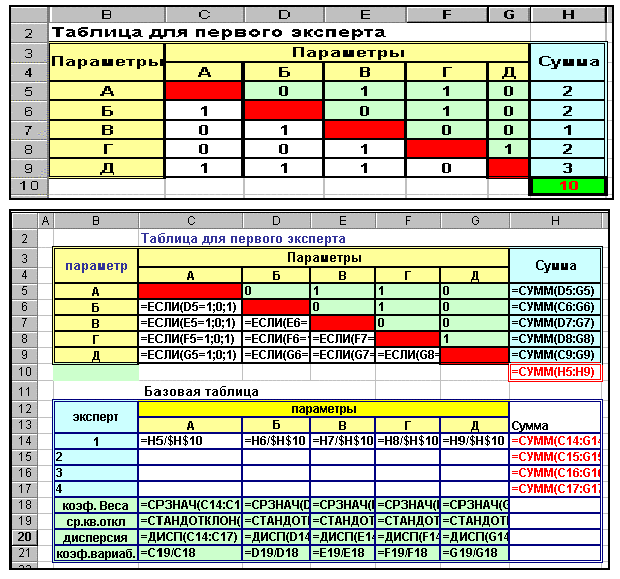 B C D E F G H
2 Таблица для первого эксперта
3 Параметры Параметры Сумма
4 А Б В Г Д
5 А 0 1 1 0 2
6 Б 1 0 1 0 2
7 В 0 1 0 0 1
8 Г 0 0 1 1 2
9 Д 1 1 1 0 3
10 10
A B C D E F G H
2 Таблица для первого эксперта
3 параметр Параметры Сумма
4 А Б В Г Д
5 А 0 1 1 0 =СУММ(D5:G5)
6 Б =ЕСЛИ(D5=1;0;1) 0 1 0 =СУММ(C6:G6)
7 В =ЕСЛИ(E5=1;0;1) =ЕСЛИ(E6= 0 0 =СУММ(D7:G7)
8 Г =ЕСЛИ(F5=1;0;1) =ЕСЛИ(F6= =ЕСЛИ(F7= 1 =СУММ(D8:G8)
9 Д =ЕСЛИ(G5=1;0;1) =ЕСЛИ(G6= =ЕСЛИ(G7= =ЕСЛИ(G8= =СУММ(C9:G9)
10 =СУММ(H5:H9)
11 Базовая таблица
12 эксперт параметры
13 А Б В Г Д Сумма
14 1 =H5/$H$10 =H6/$H$10 =H7/$H$10 =H8/$H$10 =H9/$H$10 =СУММ(C14:G14
15 2 =СУММ(C15:G15
16 3 =СУММ(C16:G16
17 4 =СУММ(C17:G17
18 коэф. Веса =СРЗНАЧ(C14:C1 =СРЗНАЧ(D =СРЗНАЧ( =СРЗНАЧ( =СРЗНАЧ(G
19 ср.кв.откл =СТАНДОТКЛОН( =СТАНДОТ =СТАНДОТ =СТАНДОТ =СТАНДОТ
20 дисперсия =ДИСП(C14:C17) =ДИСП(D14 =ДИСП(E14 =ДИСП(F14 =ДИСП(G14
21 коэф.вариаб. =C19/C18 =D19/D18 =E19/E18 =F19/F18 =G19/G18